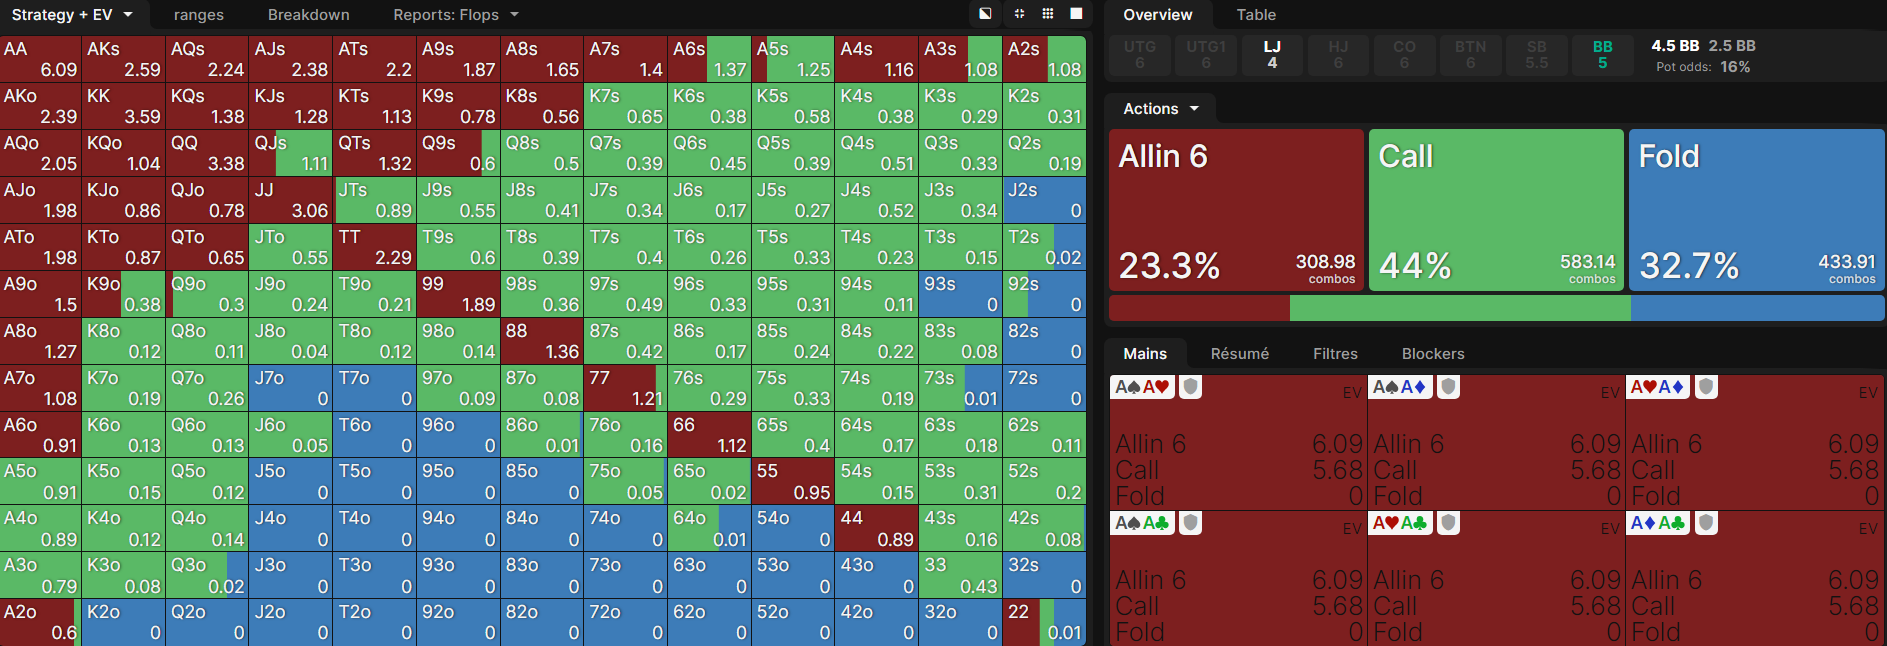 Strategy + EV ranges Breakdown Reports: Flops
AA AKs AQs AJs ATs A9s A8s A7s A6s A5s A4s A3s A2s
6.09 2.59 2.24 2.38 2.2 1.87 1.65 1.4 1.37 1.25 1.16 1.08 1.08
AKo KK KQs KJs KTs K9s K8s K7s K6s K5s K4s K3s K2s
2.39 3.59 1.38 1.28 1.13 0.78 0.56 0.65 0.38 0.58 0.38 0.29 0.31
AQo KQo QQ QJs QTs Q9s Q8s Q7s Q6s Q5s Q4s Q3s Q2s
2.05 1.04 3.38 1.11 1.32 0.6 0.5 0.39 0.45 0.39 0.51 0.33 0.19
AJo KJo QJo JJ JTs J9s J8s J7s J6s J5s J4s J3s J2s
1.98 0.86 0.78 3.06 0.89 0.55 0.41 0.34 0.17 0.27 0.52 0.34 0
ATo KTo QTo JTo TT T9s T8s T7s T6s T5s T4s T3s T2s
1.98 0.87 0.65 0.55 2.29 0.6 0.39 0.4 0.26 0.33 0.23 0.15 0.02
A9o K9o Q9o J9o T9o 99 98s 97s 96s 95s 94s 93s 92s
1.5 0.38 0.3 0.24 0.21 1.89 0.36 0.49 0.33 0.31 0.11 0 0
A8o K8o Q8o J8o T8o 98o 88 87s 86s 85s 84s 83s 82s
1.27 0.12 0.11 0.04 0.12 0.14 1.36 0.42 0.17 0.24 0.22 0.08 0
A7o K7o Q7o J7o T7o 97o 87o 77 76s 75s 74s 73s 72s
1.08 0.19 0.26 0 0 0.09 0.08 1.21 0.29 0.33 0.19 0.01 0
A6o K6o Q6o J6o T6o 96o 86o 76o 66 65s 64s 63s 62s
0.91 0.13 0.13 0.05 0 0 0.01 0.16 1.12 0.4 0.17 0.18 0.11
A5o K5o Q5o J5o T5o 95o 85o 75o 65o 55 54s 53s 52s
0.91 0.15 0.12 0 0 0 0 0.05 0.02 0.95 0.15 0.31 0.2
A4o K4o Q4o J4o T4o 94o 84o 74o 64o 54o 44 43s 42s
0.89 0.12 0.14 0 0 0 0 0 0.01 0 0.89 0.16 0.08
A3o K3o Q3o J3o T3o 93o 83o 73o 63o 53o 43o 33 32s
0.79 0.08 0.02 0 0 0 0 0 0 0 0 0.43 0
A2o K2o Q2o J2o T2o 92o 82o 72o 62o 52o 42o 32o 22
0.6 0 0 0 0 0 0 0 0 0 0 0 0.01
Overview Table
UTG UTG1 LJ HJ CO BTN SB BB 4.5 BB 2.5 BB
6 6 4 6 6 6 5.5 5 Pot odds: 16%
Actions
Allin 6 Call Fold
23.3% 308.98 combos 44% 583.14 combos 32.7% 433.91 combos
Mains Résumé Filtres Blockers
A♠A♥ EV A♠A♦ EV A♥A♦ EV
Allin 6 6.09 Allin 6 6.09 Allin 6 6.09
Call 5.68 Call 5.68 Call 5.68
Fold 0 Fold 0 Fold 0
A♠A♣ EV A♥A♣ EV A♦A♣ EV
Allin 6 6.09 Allin 6 6.09 Allin 6 6.09
Call 5.68 Call 5.68 Call 5.68
Fold 0 Fold 0 Fold 0